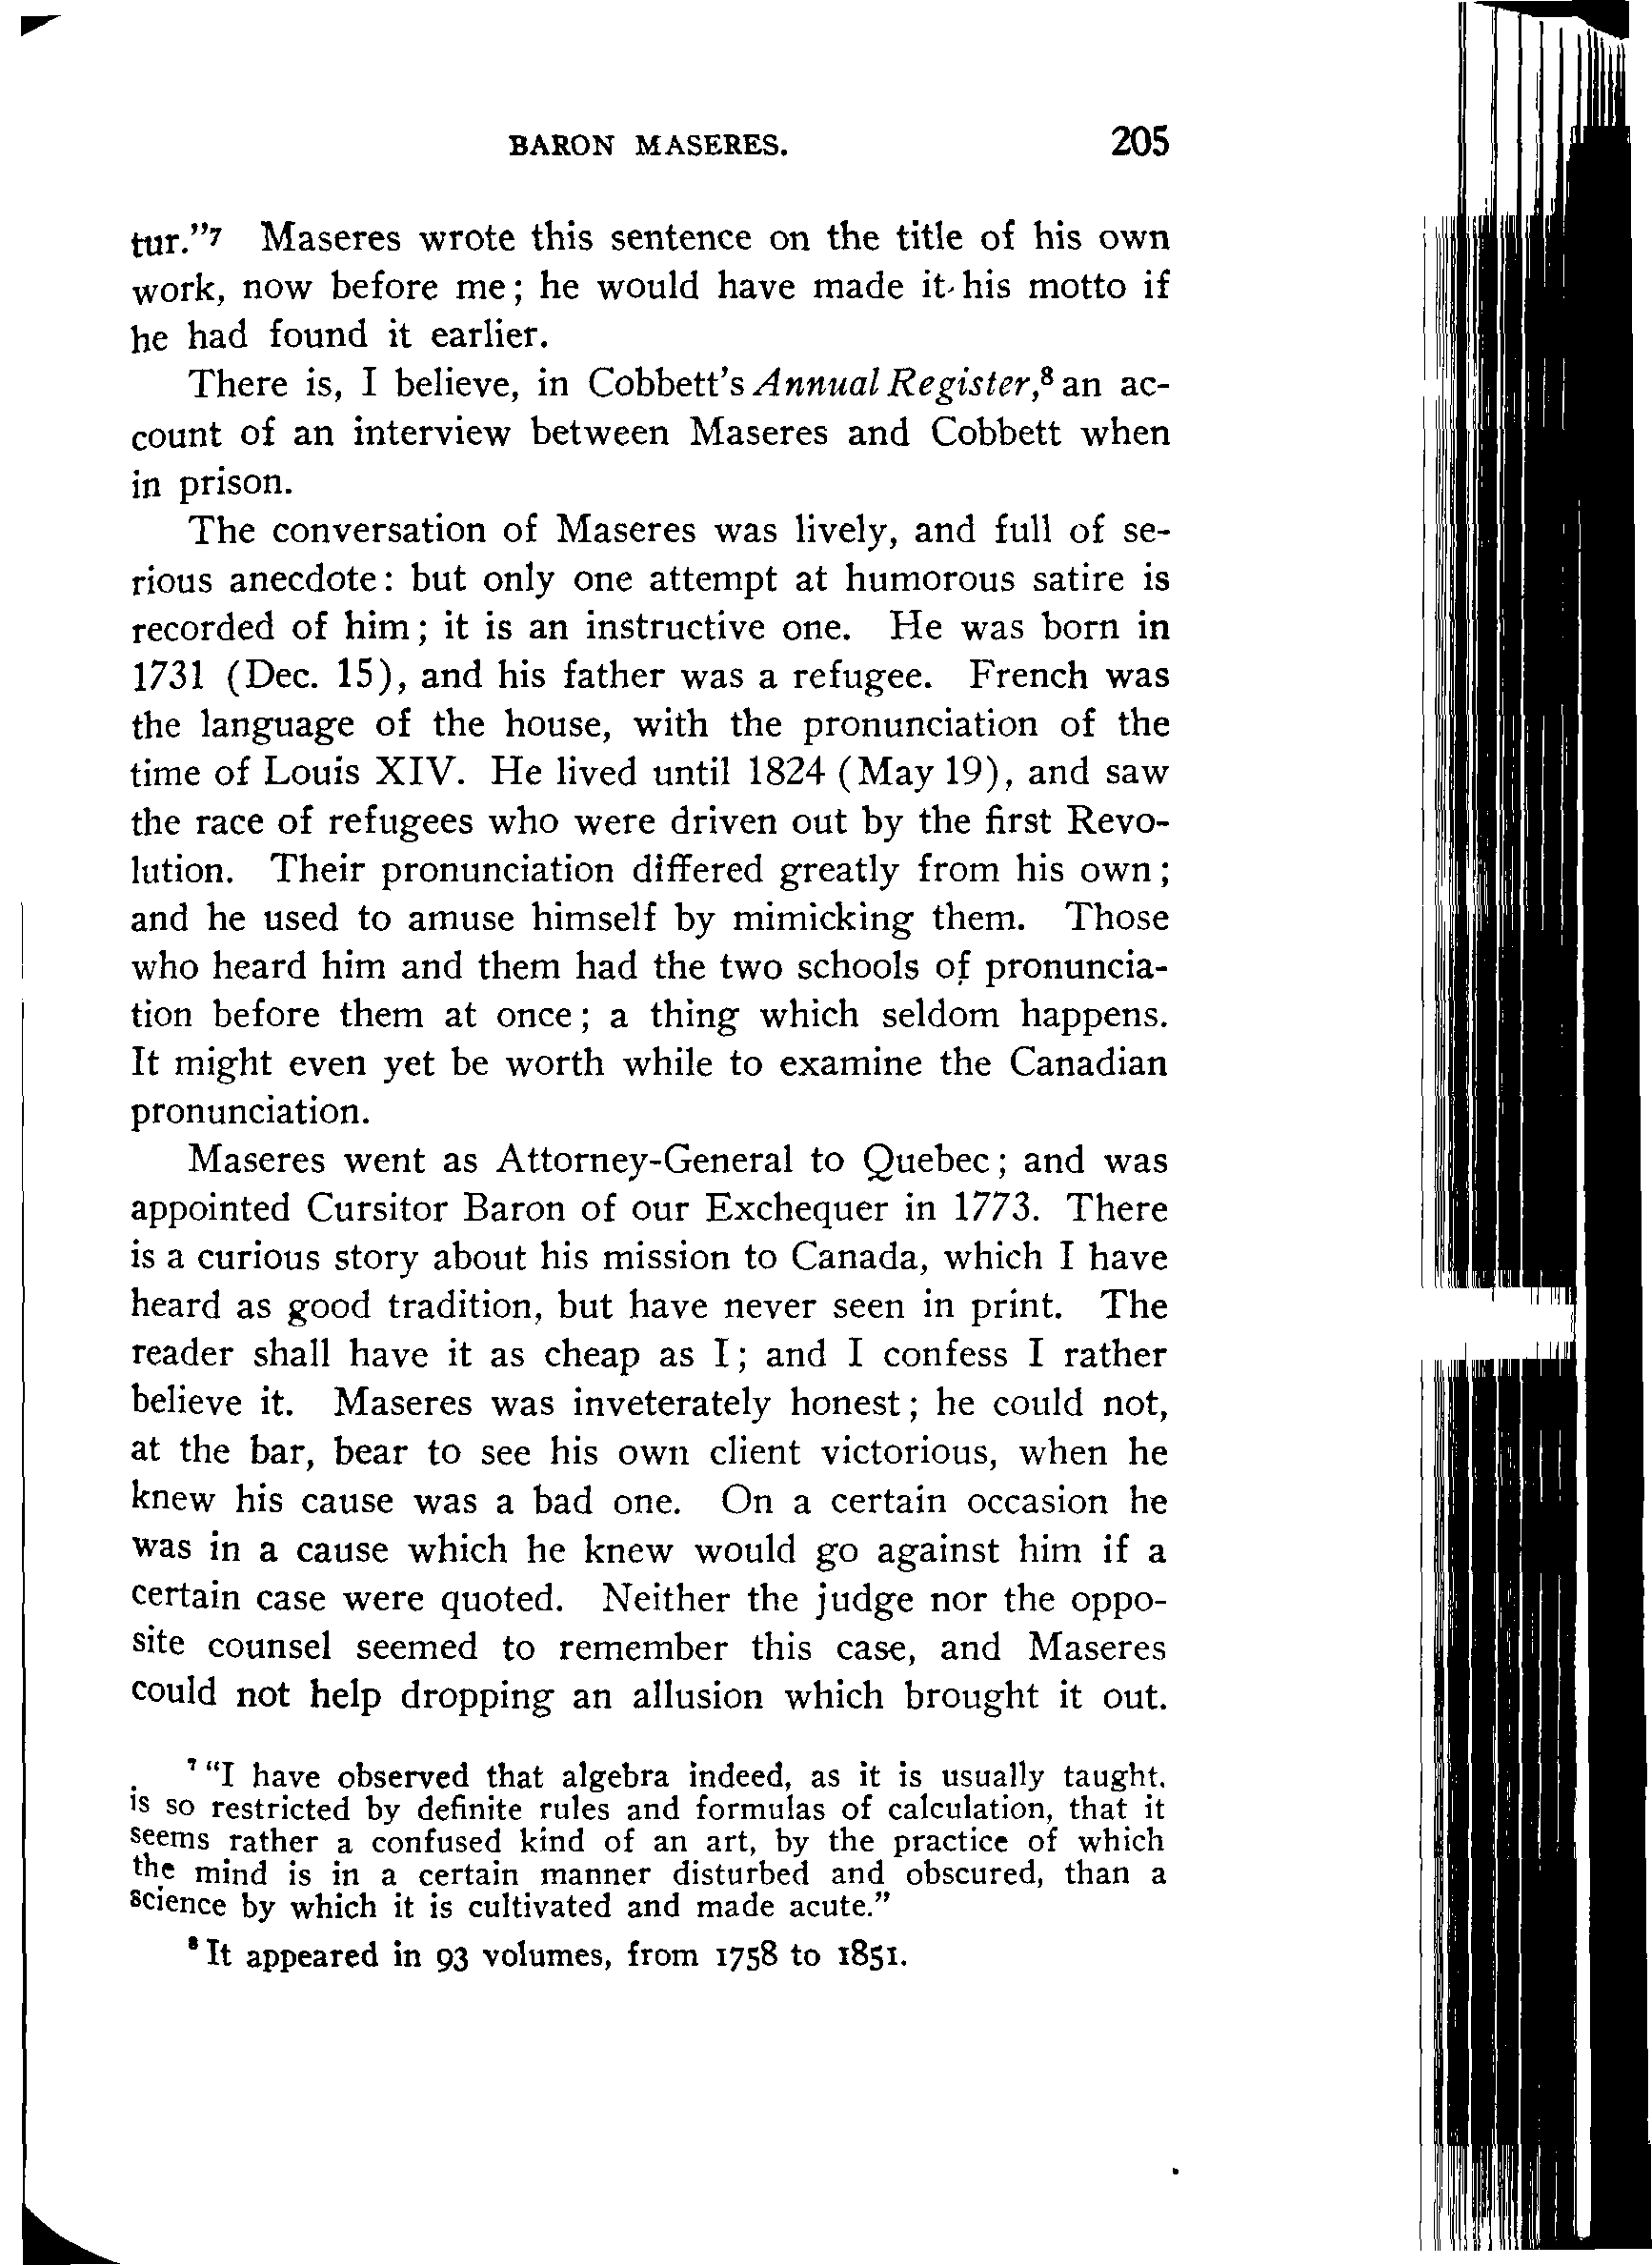 BARON MASERES. 205
tur."7 Maseres wrote this sentence on the title of his own
work, now before me; he would have made it his motto if
he had found it earlier.
There is, I believe, in Cobbett's Annual Register,8 an ac-
count of an interview between Maseres and Cobbett when
in prison.
The conversation of Maseres was lively, and full of se-
rious anecdote: but only one attempt at humorous satire is
recorded of him; it is an instructive one. He was born in
1731 (Dec. 15), and his father was a refugee. French was
the language of the house, with the pronunciation of the
time of Louis XIV. He lived until 1824 (May 19), and saw
the race of refugees who were driven out by the first Revo-
lution. Their pronunciation differed greatly from his own;
and he used to amuse himself by mimicking them. Those
who heard him and them had the two schools of pronuncia-
tion before them at once; a thing which seldom happens.
It might even yet be worth while to examine the Canadian
pronunciation.
Maseres went as Attorney-General to Quebec; and was
appointed Cursitor Baron of our Exchequer in 1773. There
is a curious story about his mission to Canada, which I have
heard as good tradition, but have never seen in print. The
reader shall have it as cheap as I; and I confess I rather
believe it. Maseres was inveterately honest; he could not,
at the bar, bear to see his own client victorious, when he
knew his cause was a bad one. On a certain occasion he
was in a cause which he knew would go against him if a
certain case were quoted. Neither the judge nor the oppo-
site counsel seemed to remember this case, and Maseres
could not help dropping an allusion which brought it out.
7 "I have observed that algebra indeed, as it is usually taught.
is so restricted by definite rules and formulas of calculation, that it
seems rather a confused kind of an art, by the practice of which
the mind is in a certain manner disturbed and obscured, than a
science by which it is cultivated and made acute."
8 It appeared in 93 volumes, from 1758 to 1851.